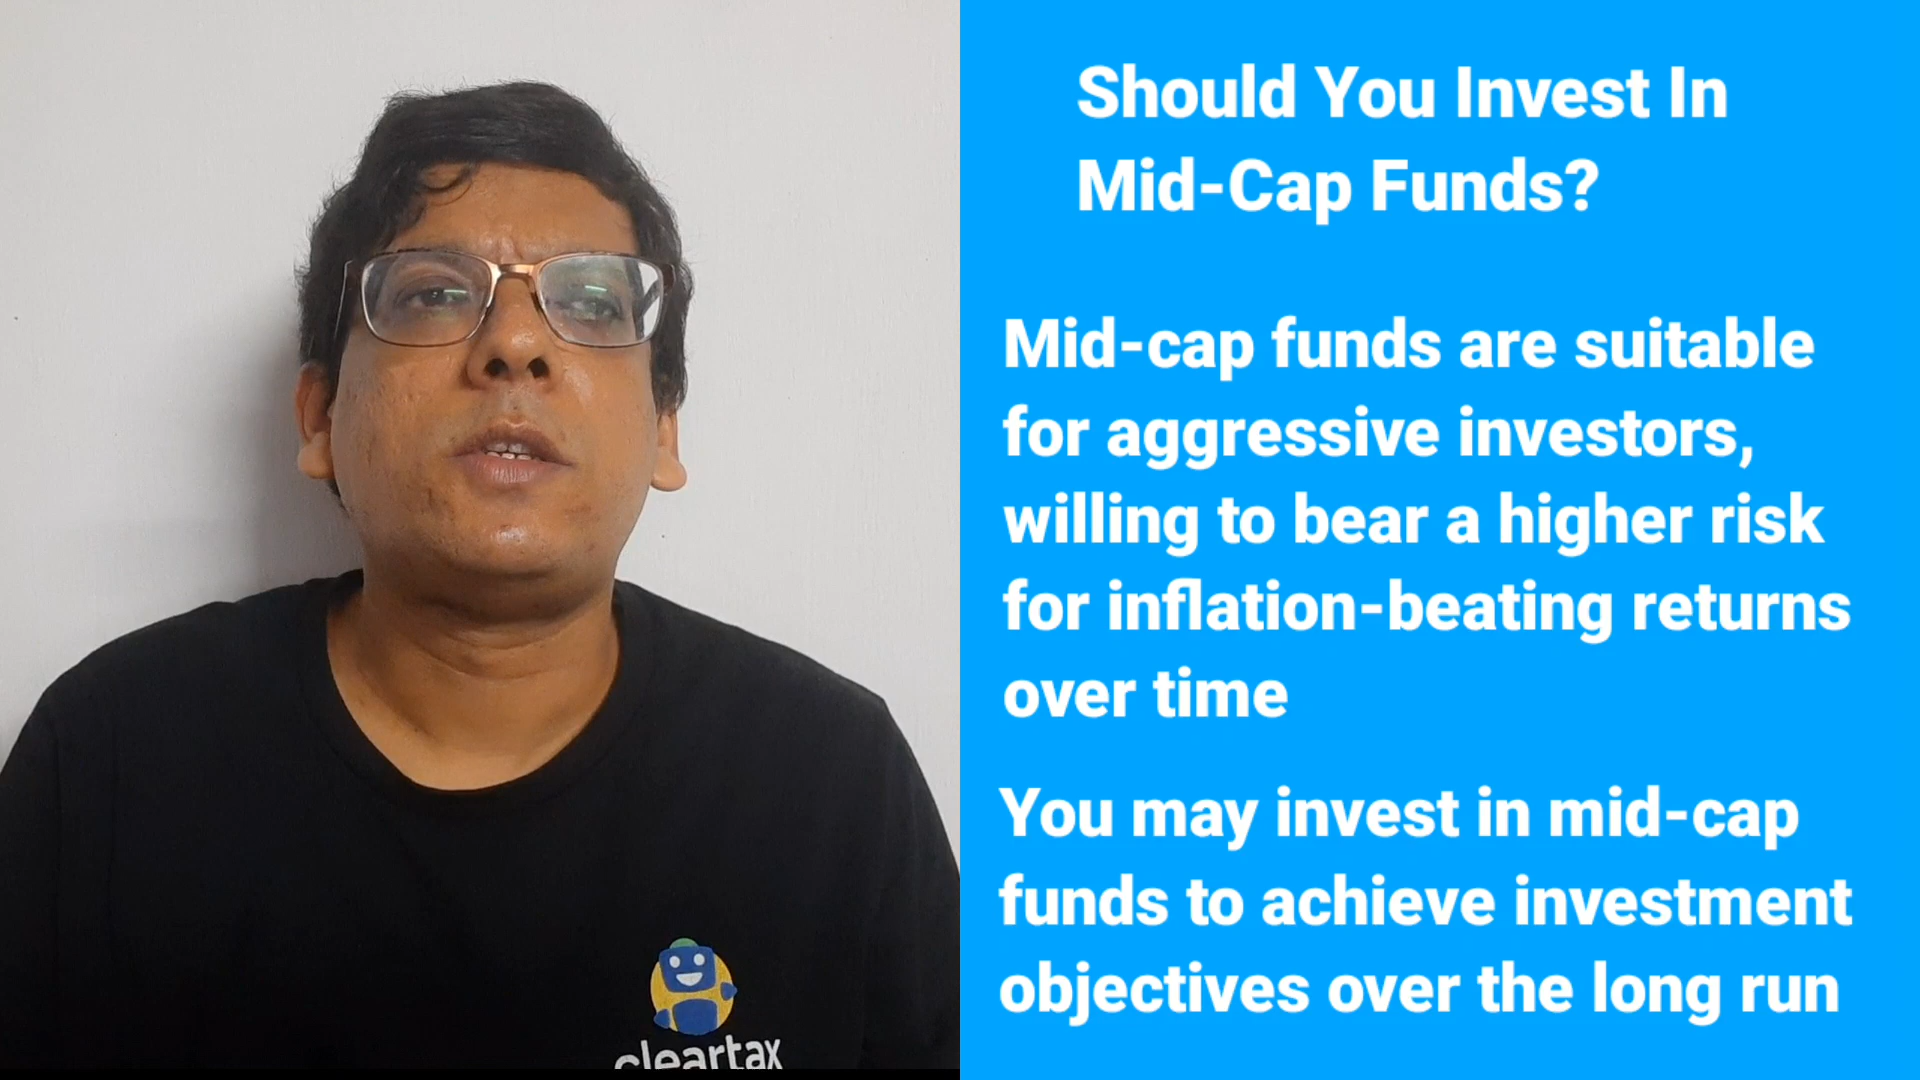 Should You Invest In
Mid-Cap Funds?
Mid-cap funds are suitable
for aggressive investors,
willing to bear a higher risk
for inflation-beating returns
over time
You may invest in mid-cap
funds to achieve investment
objectives over the long run
cleartax